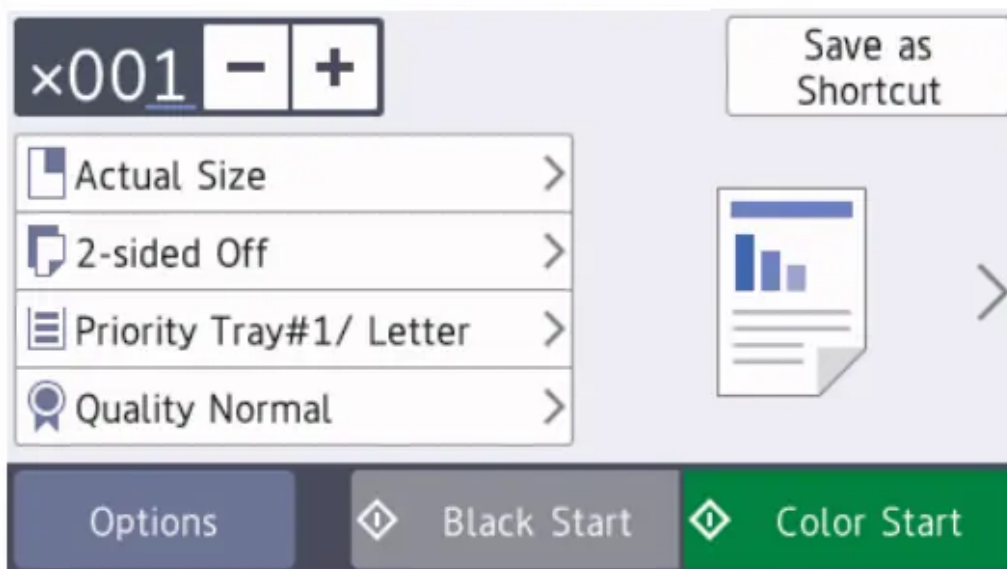 ×001 - +
Save as
Shortcut
Actual Size
2-sided Off
Priority Tray#1/ Letter
Quality Normal
Options
Black Start
Color Start